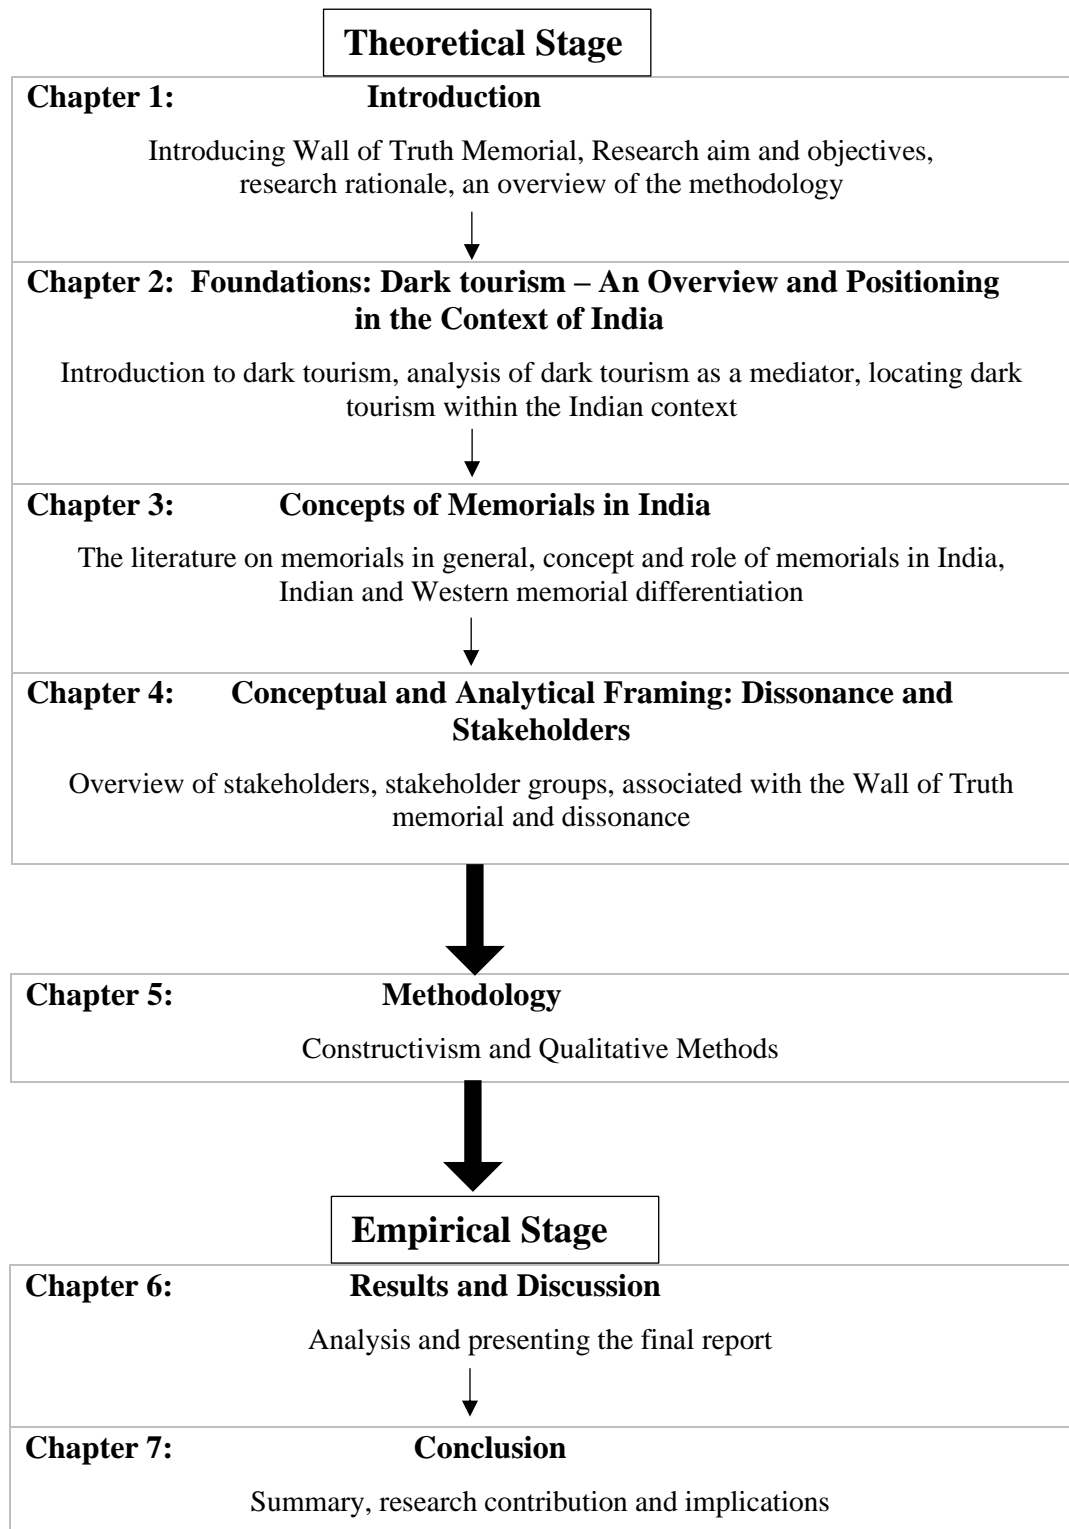 Theoretical Stage
Chapter 1: Introduction
Introducing Wall of Truth Memorial, Research aim and objectives,
research rationale, an overview of the methodology
Chapter 2: Foundations: Dark tourism – An Overview and Positioning
in the Context of India
Introduction to dark tourism, analysis of dark tourism as a mediator, locating dark
tourism within the Indian context
Chapter 3: Concepts of Memorials in India
The literature on memorials in general, concept and role of memorials in India,
Indian and Western memorial differentiation
Chapter 4: Conceptual and Analytical Framing: Dissonance and
Stakeholders
Overview of stakeholders, stakeholder groups, associated with the Wall of Truth
memorial and dissonance
Chapter 5: Methodology
Constructivism and Qualitative Methods
Empirical Stage
Chapter 6: Results and Discussion
Analysis and presenting the final report
Chapter 7: Conclusion
Summary, research contribution and implications